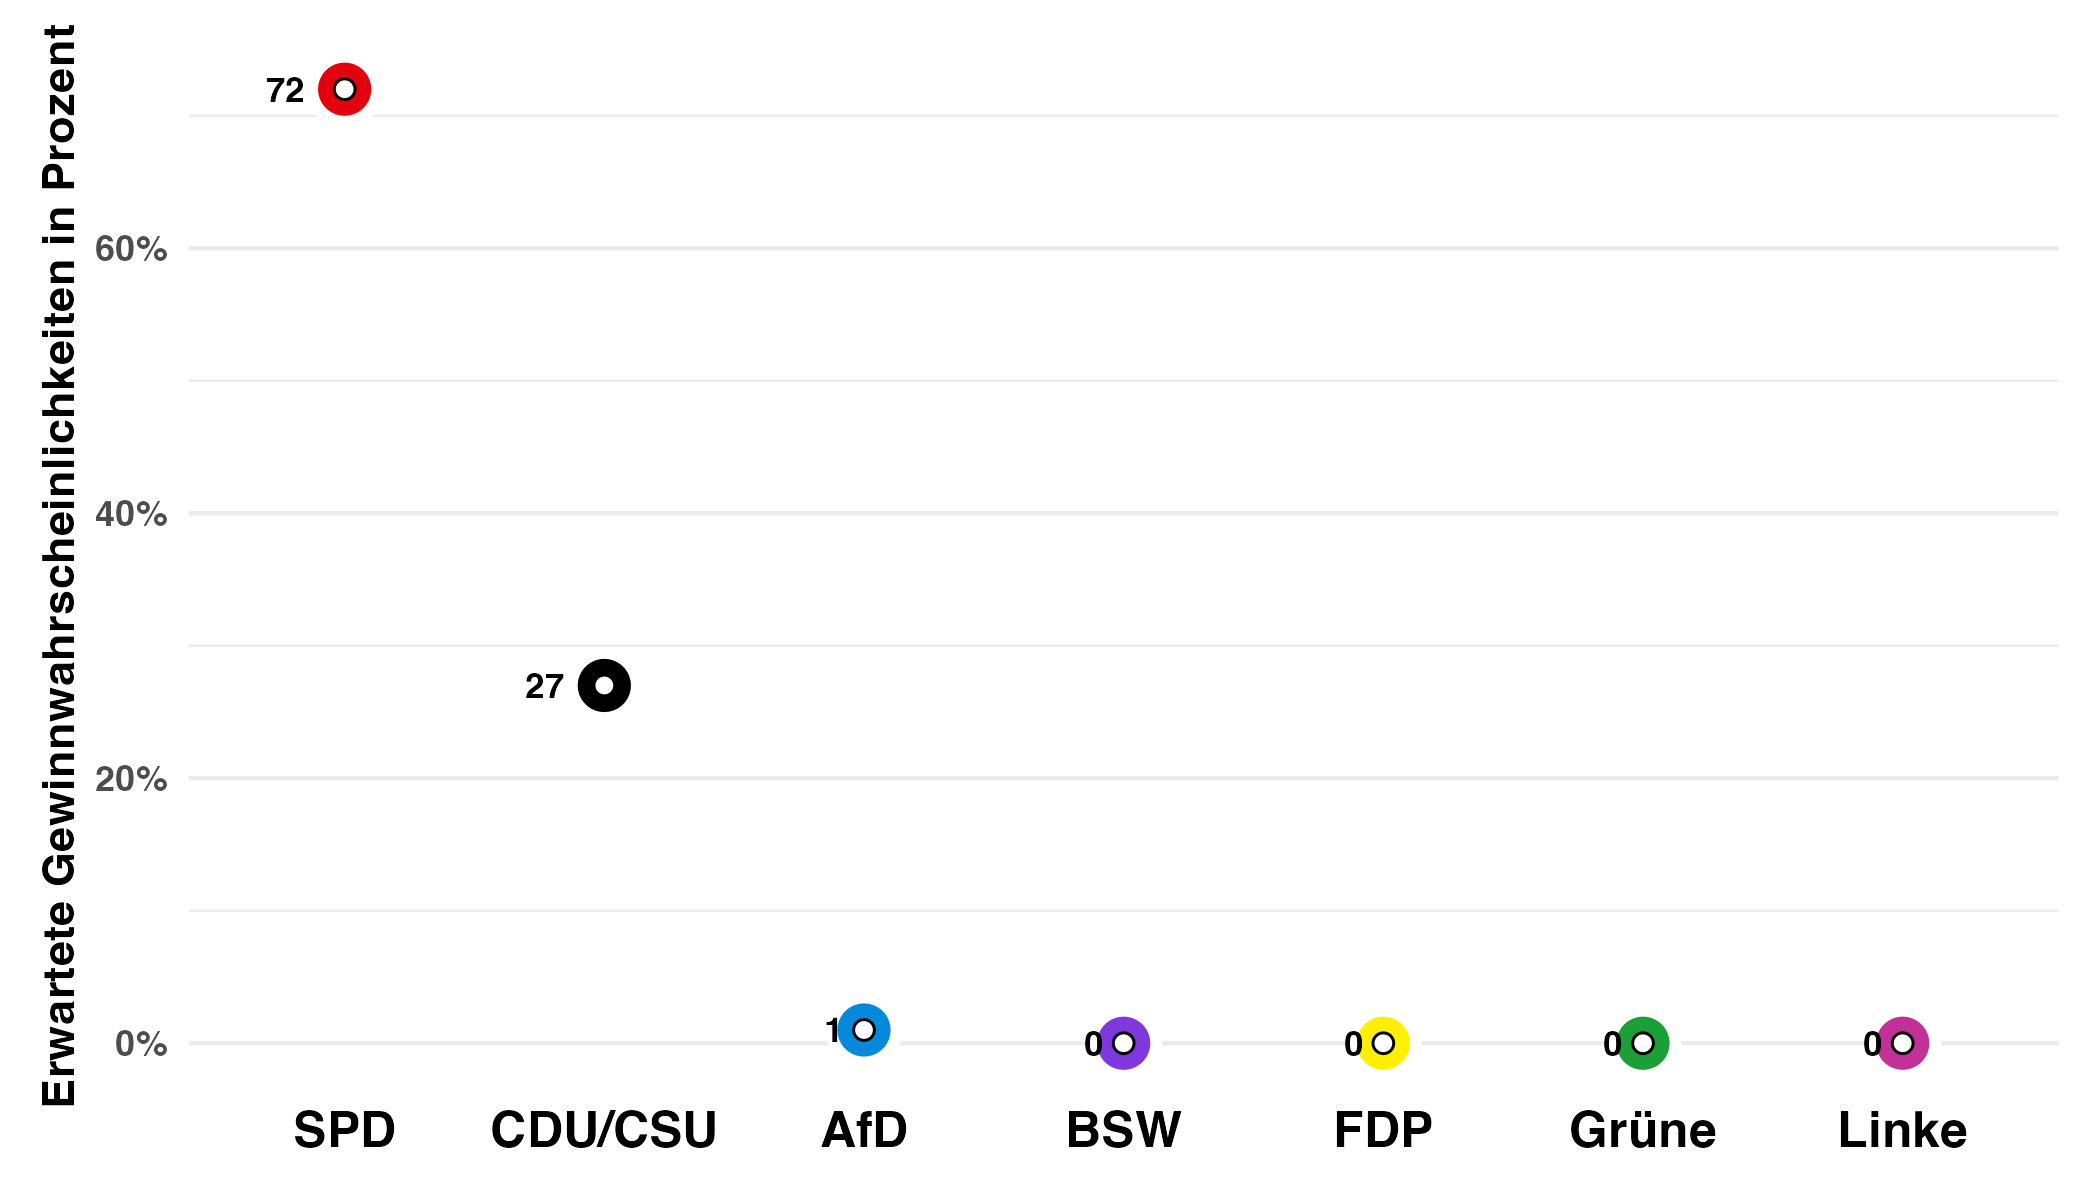 Erwartete Gewinnwahrscheinlichkeiten in Prozent
72
60%
40%
27
20%
1
0%
0
0
0
0
SPD
CDU/CSU
AfD
BSW
FDP
Grüne
Linke